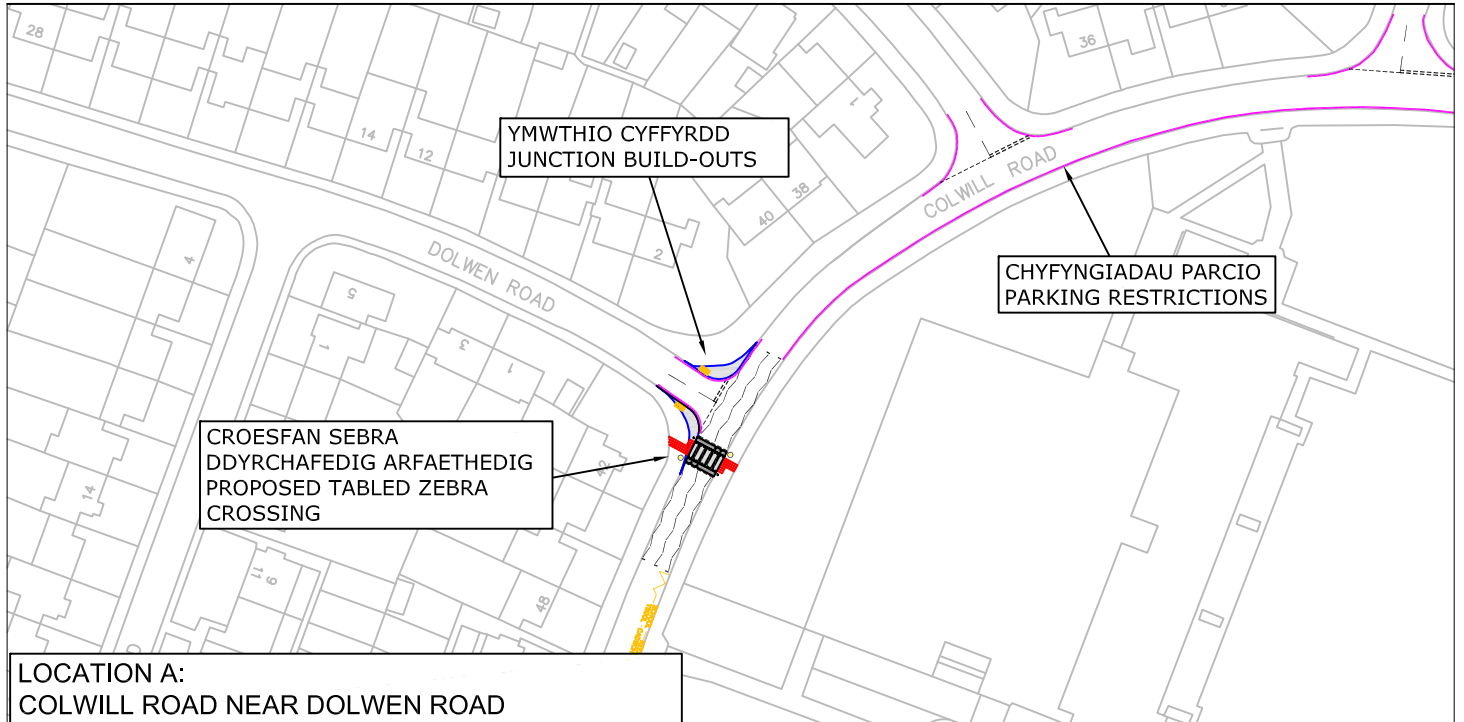 28
36
1
14
12
YMWTHIO CYFFYRDD
JUNCTION BUILD-OUTS
38
40
COLWILL ROAD
2
4
DOLWEN ROAD
CHYFYNGIADAU PARCIO
PARKING RESTRICTIONS
5
1
3
1
CROESFAN SEBRA
DDYRCHAFEDIG ARFAETHEDIG
PROPOSED TABLED ZEBRA
CROSSING
42
14
11
9
48
LOCATION A:
COLWILL ROAD NEAR DOLWEN ROAD